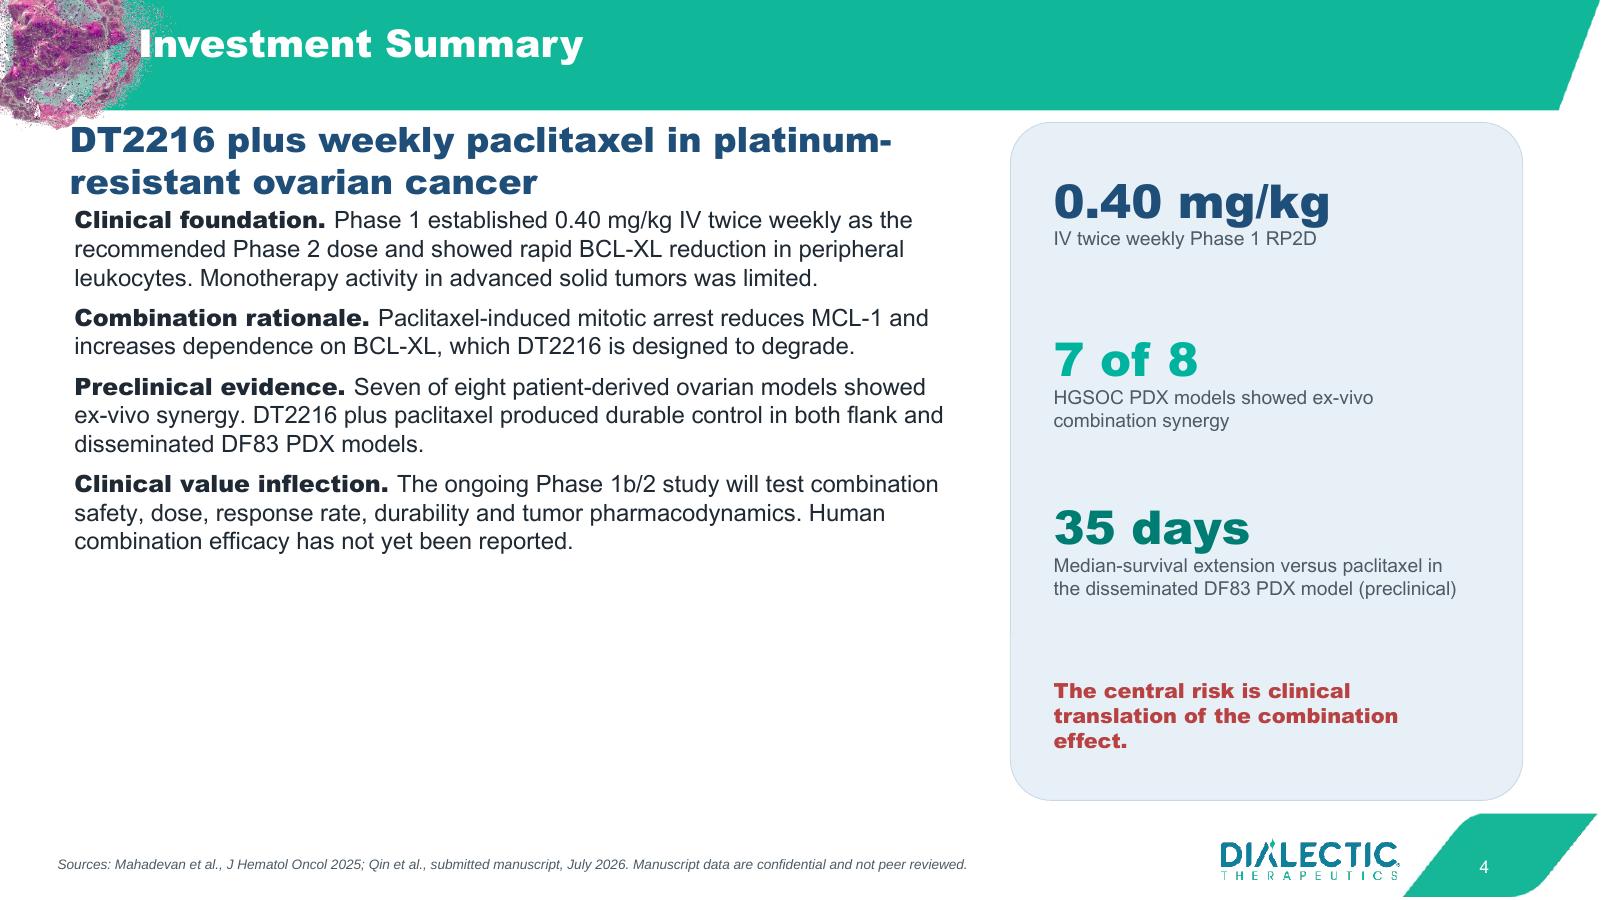 Investment Summary
DT2216 plus weekly paclitaxel in platinum-
resistant ovarian cancer
Clinical foundation. Phase 1 established 0.40 mg/kg IV twice weekly as the
recommended Phase 2 dose and showed rapid BCL-XL reduction in peripheral
leukocytes. Monotherapy activity in advanced solid tumors was limited.
Combination rationale. Paclitaxel-induced mitotic arrest reduces MCL-1 and
increases dependence on BCL-XL, which DT2216 is designed to degrade.
Preclinical evidence. Seven of eight patient-derived ovarian models showed
ex-vivo synergy. DT2216 plus paclitaxel produced durable control in both flank and
disseminated DF83 PDX models.
Clinical value inflection. The ongoing Phase 1b/2 study will test combination
safety, dose, response rate, durability and tumor pharmacodynamics. Human
combination efficacy has not yet been reported.
0.40 mg/kg
IV twice weekly Phase 1 RP2D
7 of 8
HGSOC PDX models showed ex-vivo
combination synergy
35 days
Median-survival extension versus paclitaxel in
the disseminated DF83 PDX model (preclinical)
The central risk is clinical
translation of the combination
effect.
Sources: Mahadevan et al., J Hematol Oncol 2025; Qin et al., submitted manuscript, July 2026. Manuscript data are confidential and not peer reviewed.
DIALECTIC
THERAPEUTICS
4